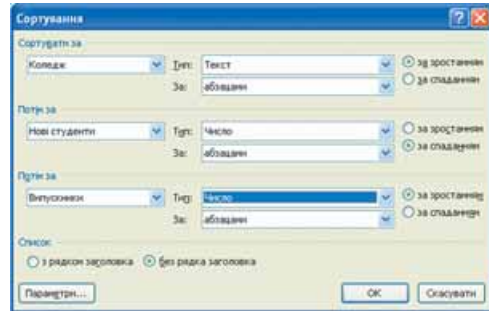 Сортування
Сортувати за
Коледж Тип: Текст за зростанням
За: абзацами за спаданням
Потім за
Нові студенти Тип: Число за зростанням
За: абзацами за спаданням
Потім за
Випускники Тип: Число за зростанням
За: абзацами за спаданням
Список
з рядком заголовка без рядка заголовка
Параметри... ОК Скасувати